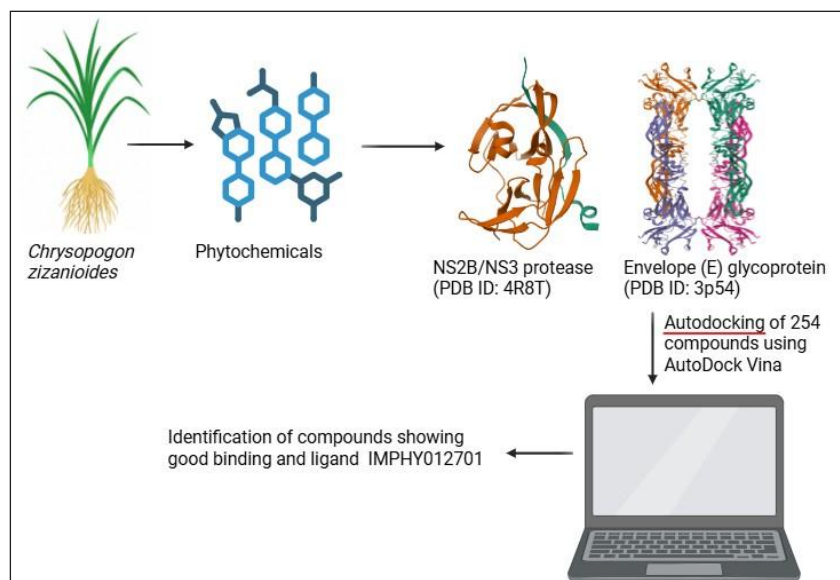 Chrysopogon
zizanioides
Phytochemicals
NS2B/NS3 protease
(PDB ID: 4R8T)
Envelope (E) glycoprotein
(PDB ID: 3p54)
Autodocking of 254
compounds using
AutoDock Vina
Identification of compounds showing
good binding and ligand IMPHY012701